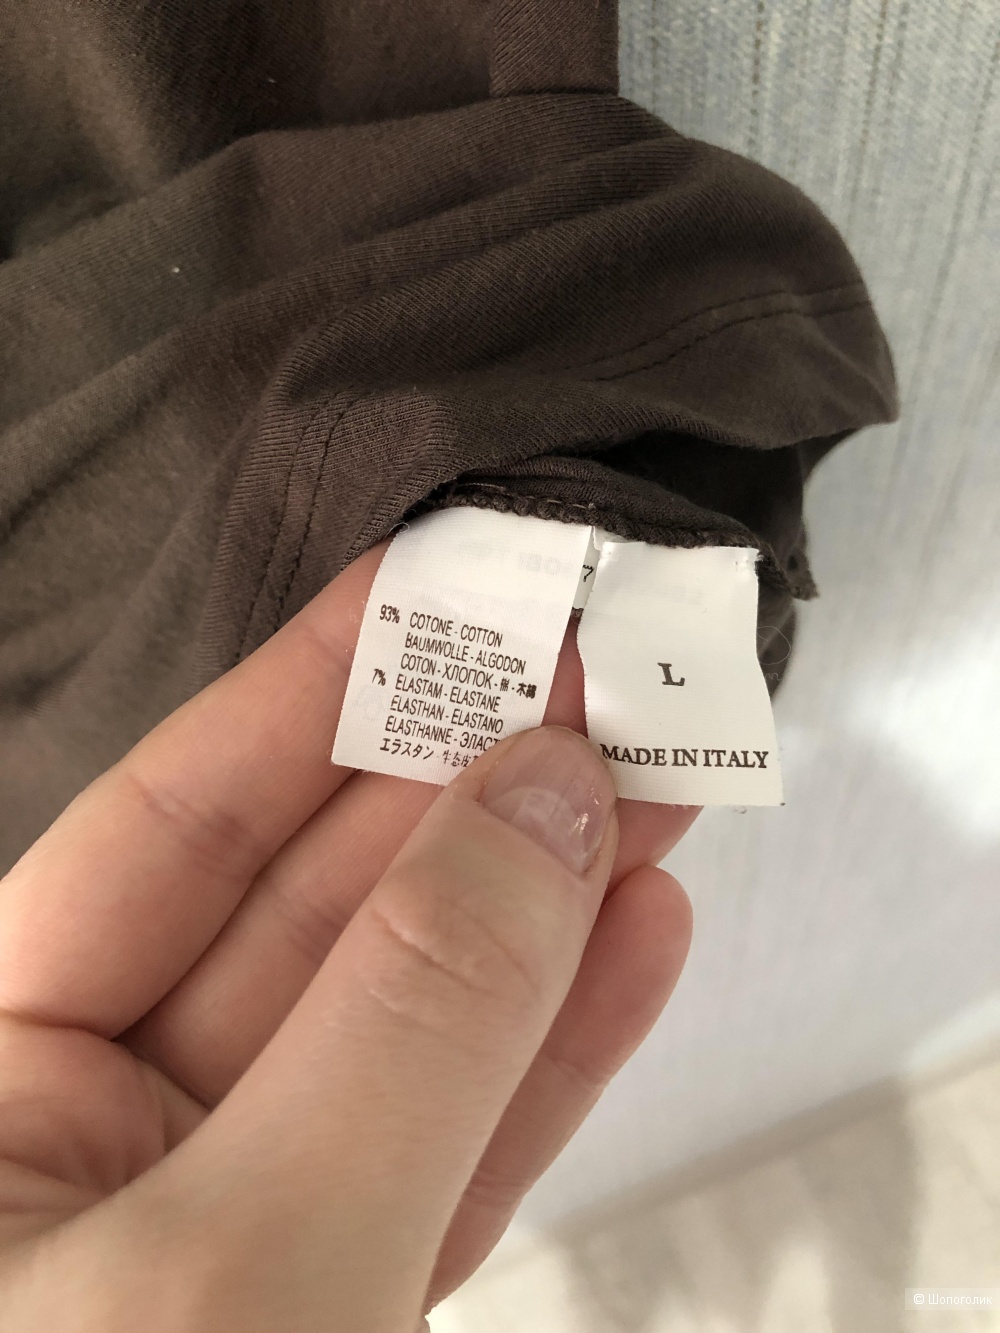 93% COTONE - COTTON
BAUMWOLLE - ALGODON
COTON - ХЛОПОК - 綿 - 木綿
7% ELASTAM - ELASTANE
ELASTHAN - ELASTANO
ELASTHANNE - ЭЛАСТ
エラスタン
L
MADE IN ITALY
© Шопоголик